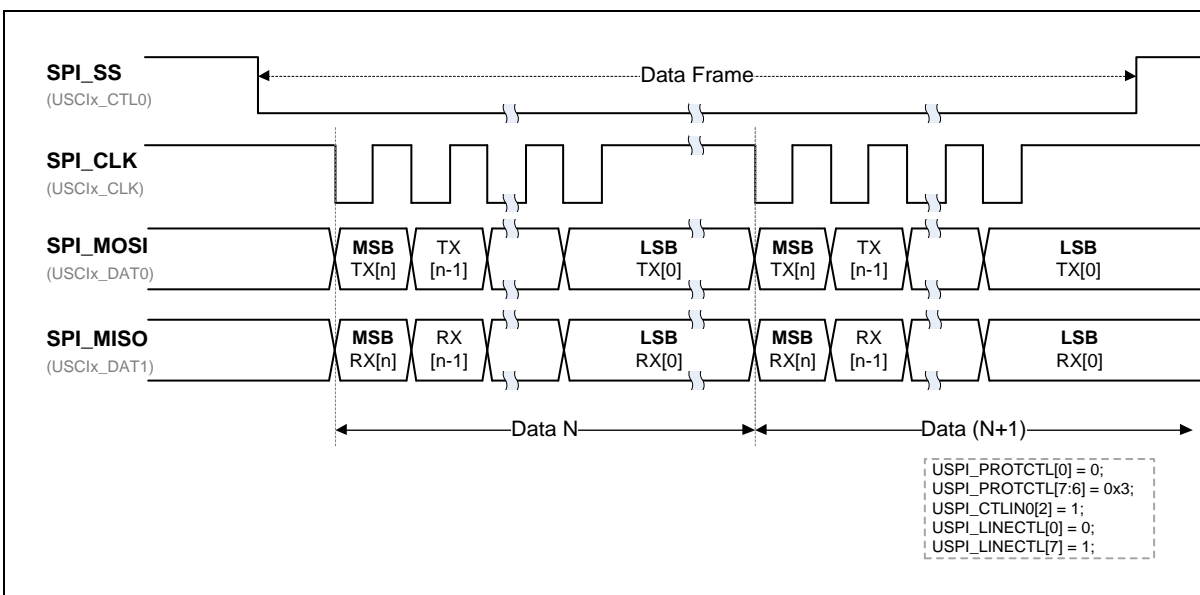 SPI_SS
(USCIx_CTL0)
Data Frame
SPI_CLK
(USCIx_CLK)
SPI_MOSI
(USCIx_DAT0)
MSB TX LSB MSB TX LSB
TX[n] [n-1] TX[0] TX[n] [n-1] TX[0]
SPI_MISO
(USCIx_DAT1)
MSB RX LSB MSB RX LSB
RX[n] [n-1] RX[0] RX[n] [n-1] RX[0]
Data N Data (N+1)
USPI_PROTCTL[0] = 0;
USPI_PROTCTL[7:6] = 0x3;
USPI_CTLIN0[2] = 1;
USPI_LINECTL[0] = 0;
USPI_LINECTL[7] = 1;